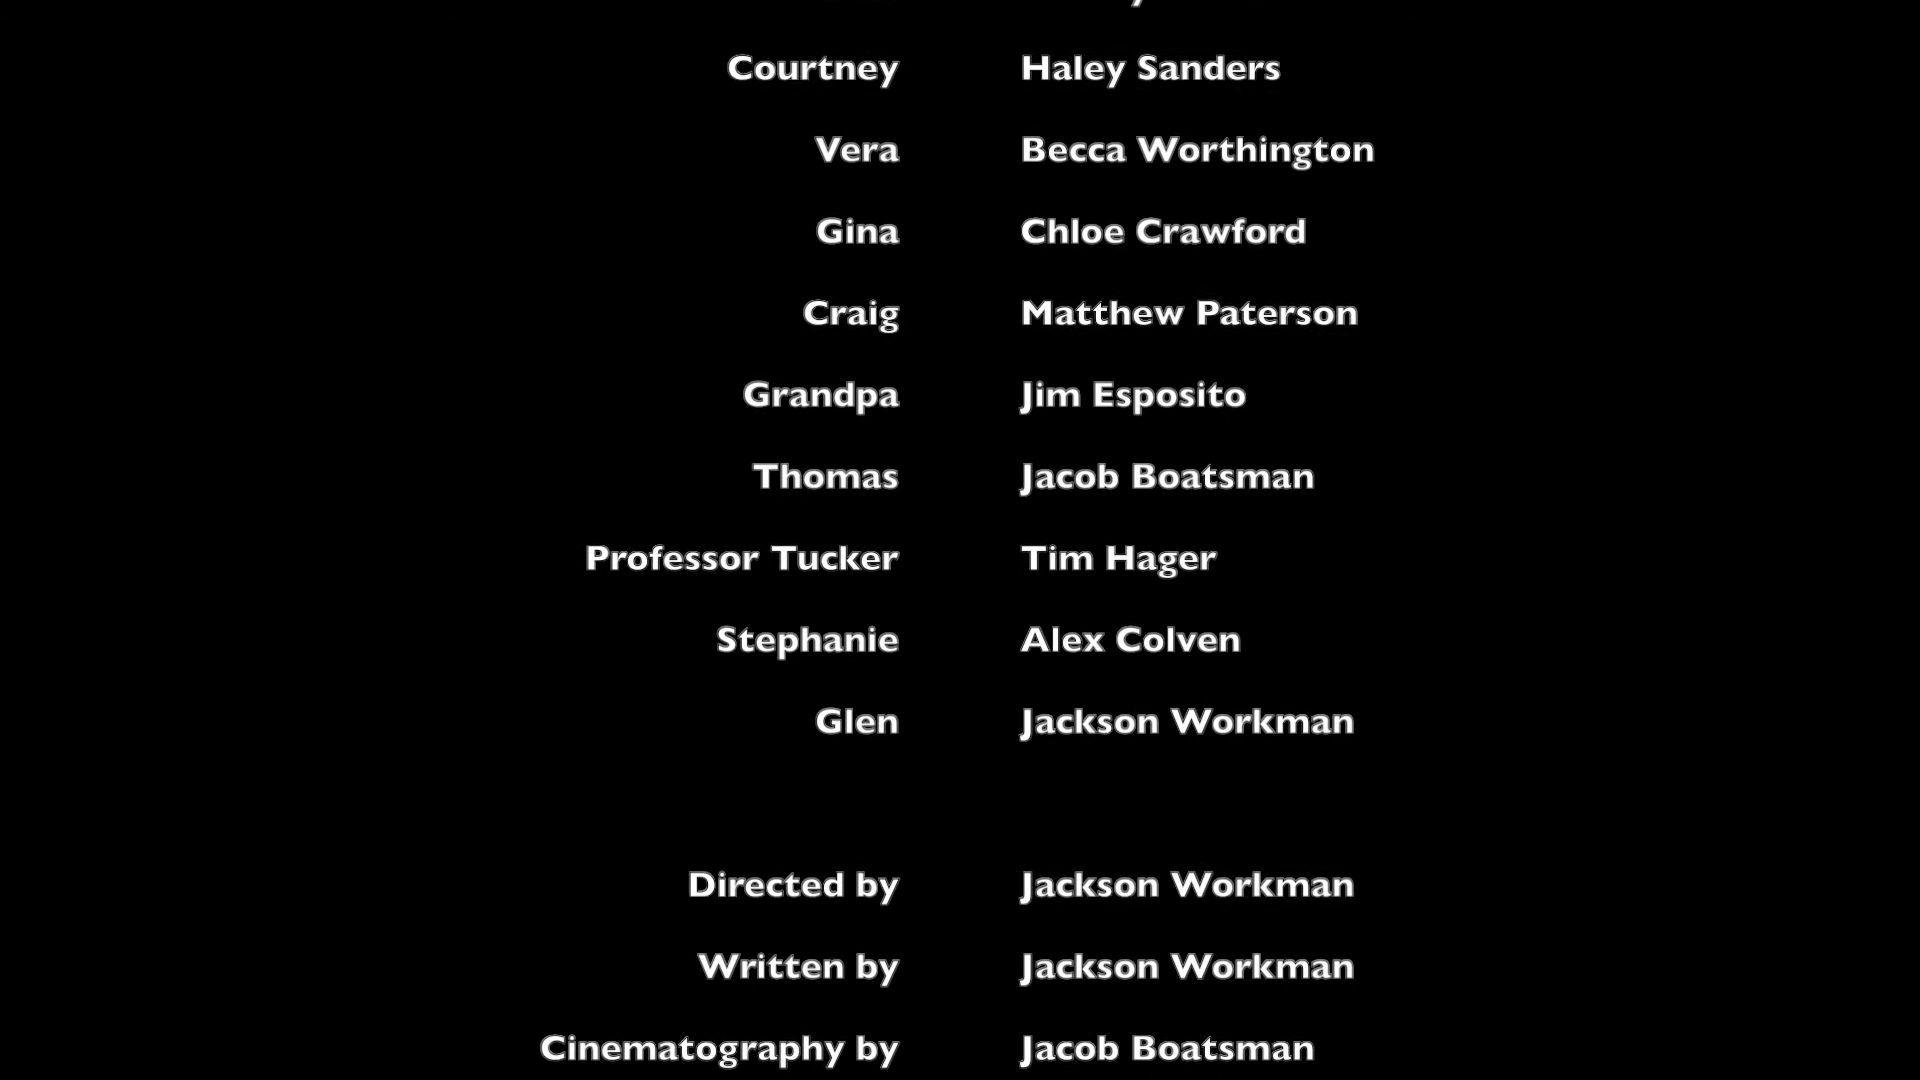 Courtney Haley Sanders
Vera Becca Worthington
Gina Chloe Crawford
Craig Matthew Paterson
Grandpa Jim Esposito
Thomas Jacob Boatsman
Professor Tucker Tim Hager
Stephanie Alex Colven
Glen Jackson Workman
Directed by Jackson Workman
Written by Jackson Workman
Cinematography by Jacob Boatsman